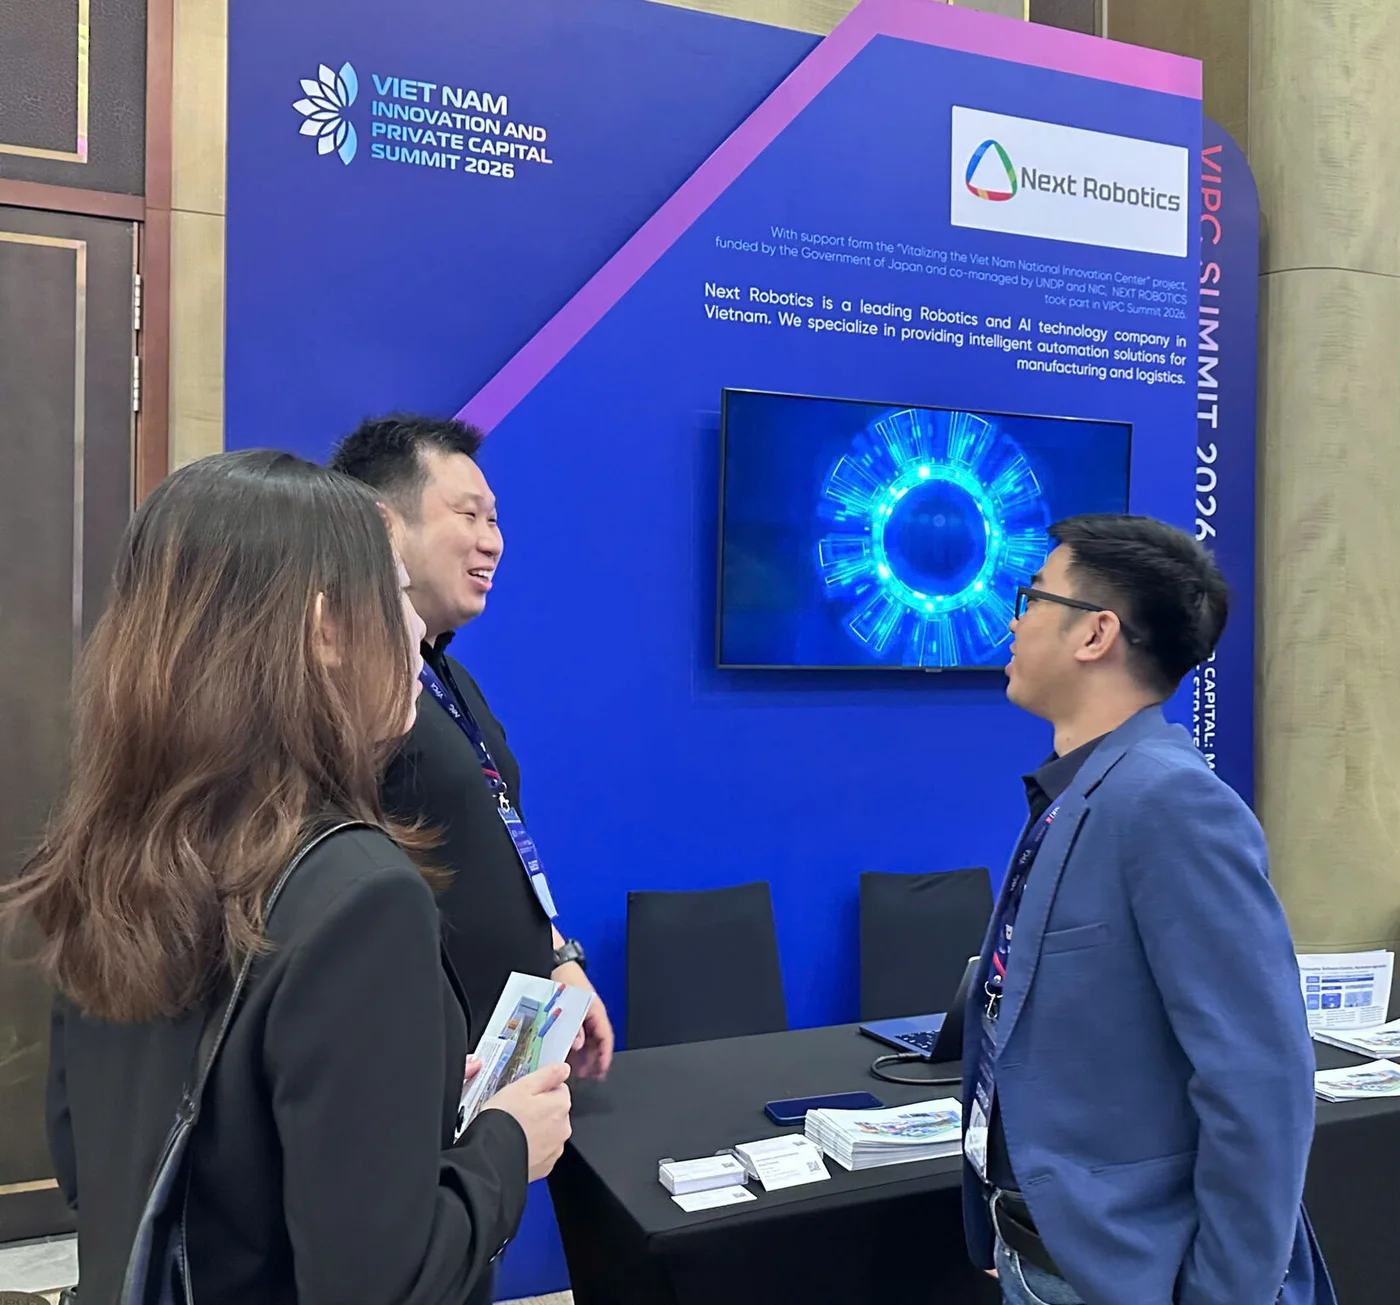 VIET NAM
INNOVATION AND
PRIVATE CAPITAL
SUMMIT 2026
Next Robotics
With support form the "Vitalizing the Viet Nam National Innovation Center" project,
funded by the Government of Japan and co-managed by UNDP and NIC, NEXT ROBOTICS
took part in VIPC Summit 2026.
Next Robotics is a leading Robotics and AI technology company in
Vietnam. We specialize in providing intelligent automation solutions for
manufacturing and logistics.
VIPC SUMMIT 2026
CAPITAL: